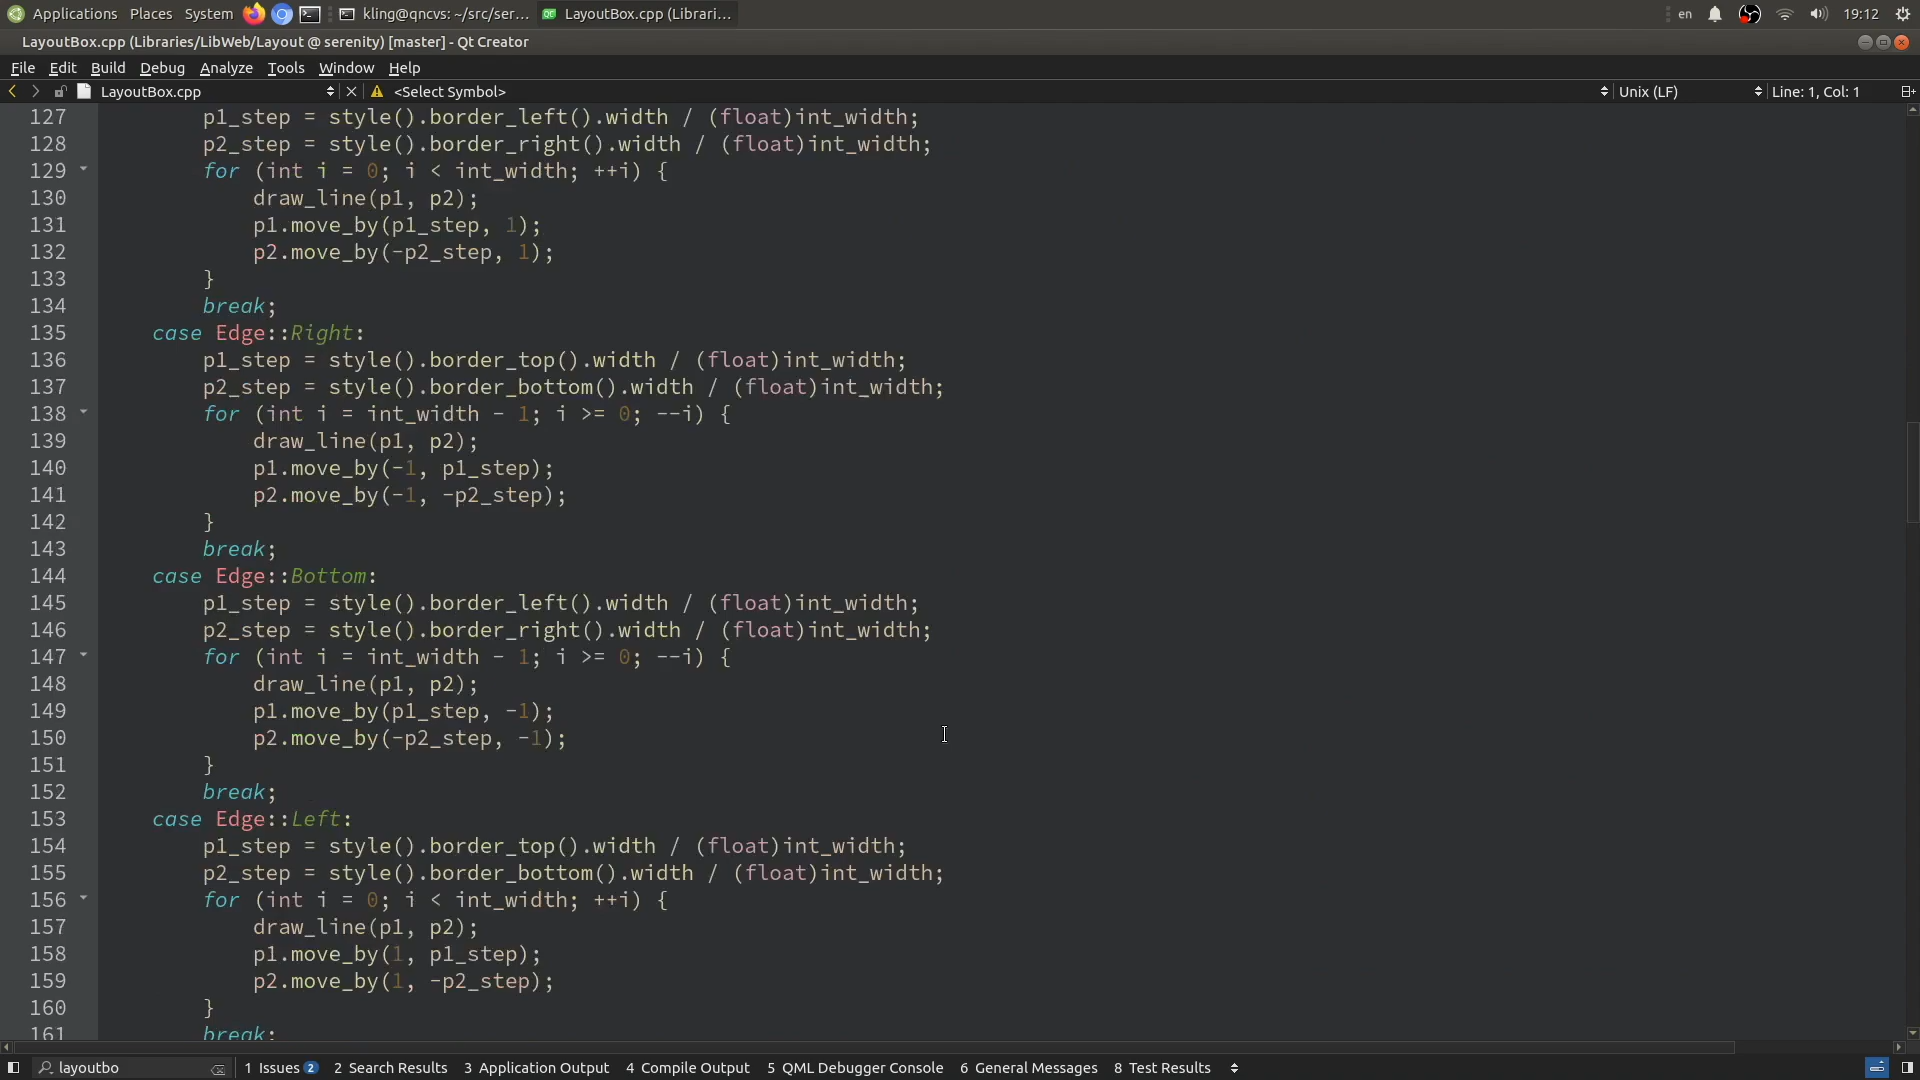 Applications Places System kling@qncvs: ~/src/ser... LayoutBox.cpp (Librari... en 19:12
LayoutBox.cpp (Libraries/LibWeb/Layout @ serenity) [master] - Qt Creator
File Edit Build Debug Analyze Tools Window Help
LayoutBox.cpp <Select Symbol> Unix (LF) Line: 1, Col: 1
127 p1_step = style().border_left().width / (float)int_width;
128 p2_step = style().border_right().width / (float)int_width;
129 for (int i = 0; i < int_width; ++i) {
130 draw_line(p1, p2);
131 p1.move_by(p1_step, 1);
132 p2.move_by(-p2_step, 1);
133 }
134 break;
135 case Edge::Right:
136 p1_step = style().border_top().width / (float)int_width;
137 p2_step = style().border_bottom().width / (float)int_width;
138 for (int i = int_width - 1; i >= 0; --i) {
139 draw_line(p1, p2);
140 p1.move_by(-1, p1_step);
141 p2.move_by(-1, -p2_step);
142 }
143 break;
144 case Edge::Bottom:
145 p1_step = style().border_left().width / (float)int_width;
146 p2_step = style().border_right().width / (float)int_width;
147 for (int i = int_width - 1; i >= 0; --i) {
148 draw_line(p1, p2);
149 p1.move_by(p1_step, -1);
150 p2.move_by(-p2_step, -1);
151 }
152 break;
153 case Edge::Left:
154 p1_step = style().border_top().width / (float)int_width;
155 p2_step = style().border_bottom().width / (float)int_width;
156 for (int i = 0; i < int_width; ++i) {
157 draw_line(p1, p2);
158 p1.move_by(1, p1_step);
159 p2.move_by(1, -p2_step);
160 }
161 break;
layoutbo 1 Issues 2 2 Search Results 3 Application Output 4 Compile Output 5 QML Debugger Console 6 General Messages 8 Test Results